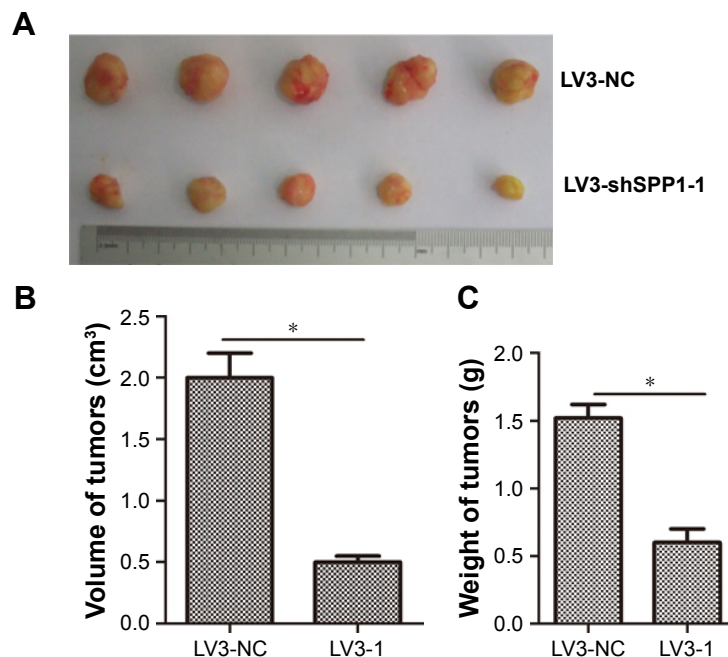 A
LV3-NC
LV3-shSPP1-1
B
Volume of tumors (cm³)
2.5
2.0
1.5
1.0
0.5
0.0
*
LV3-NC
LV3-1
C
Weight of tumors (g)
2.0
1.5
1.0
0.5
0.0
*
LV3-NC
LV3-1